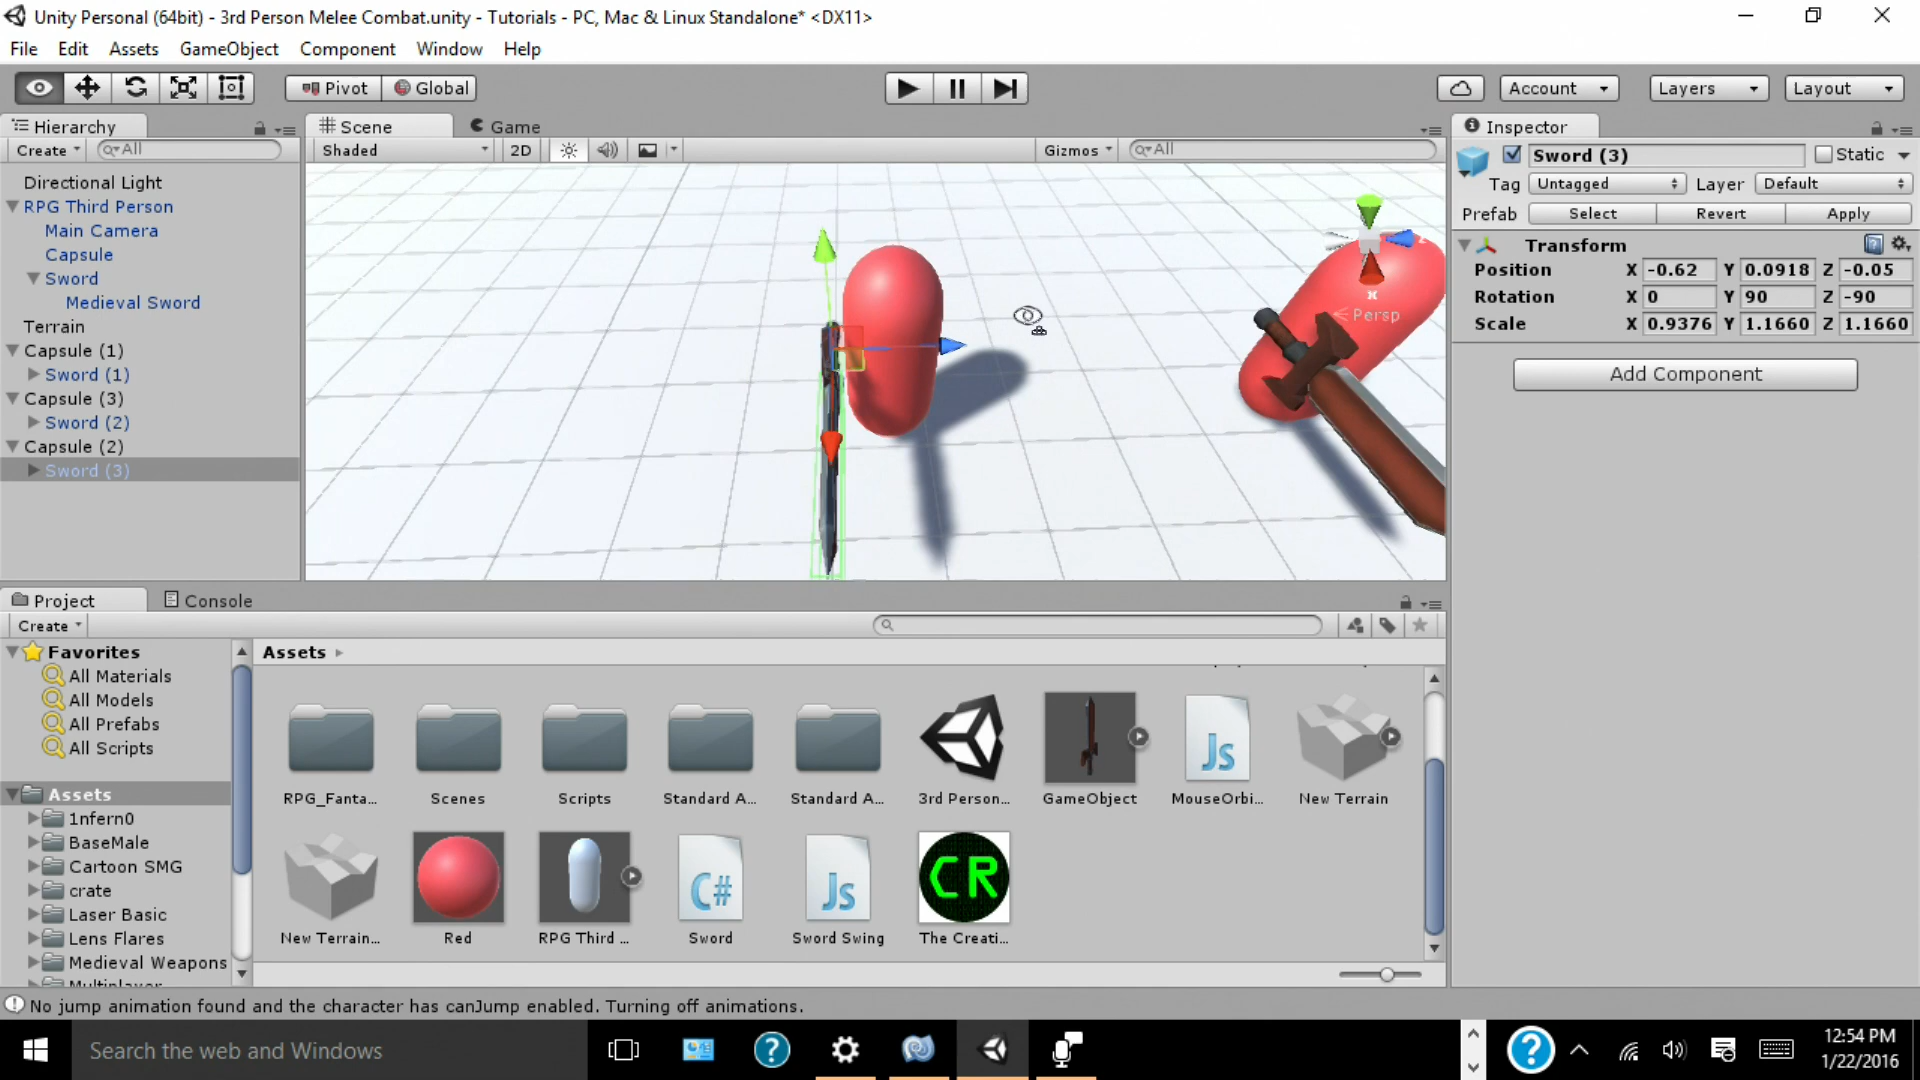 Unity Personal (64bit) - 3rd Person Melee Combat.unity - Tutorials - PC, Mac & Linux Standalone* <DX11>
File Edit Assets GameObject Component Window Help
Pivot Global Account Layers Layout
Hierarchy
Create All
Directional Light
RPG Third Person
Main Camera
Capsule
Sword
Medieval Sword
Terrain
Capsule (1)
Sword (1)
Capsule (3)
Sword (2)
Capsule (2)
Sword (3)
Scene Game
Shaded 2D Gizmos All
x
Persp
Inspector
Sword (3) Static
Tag Untagged Layer Default
Prefab Select Revert Apply
Transform
Position X -0.62 Y 0.0918 Z -0.05
Rotation X 0 Y 90 Z -90
Scale X 0.9376 Y 1.1660 Z 1.1660
Add Component
Project Console
Create
Favorites
All Materials
All Models
All Prefabs
All Scripts
Assets
1nfern0
BaseMale
Cartoon SMG
crate
Laser Basic
Lens Flares
Medieval Weapons
Assets
Js
RPG_Fanta... Scenes Scripts Standard A... Standard A... 3rd Person... GameObject MouseOrbi... New Terrain
C# Js CR
New Terrain... Red RPG Third ... Sword Sword Swing The Creati...
No jump animation found and the character has canJump enabled. Turning off animations.
Search the web and Windows
12:54 PM
1/22/2016